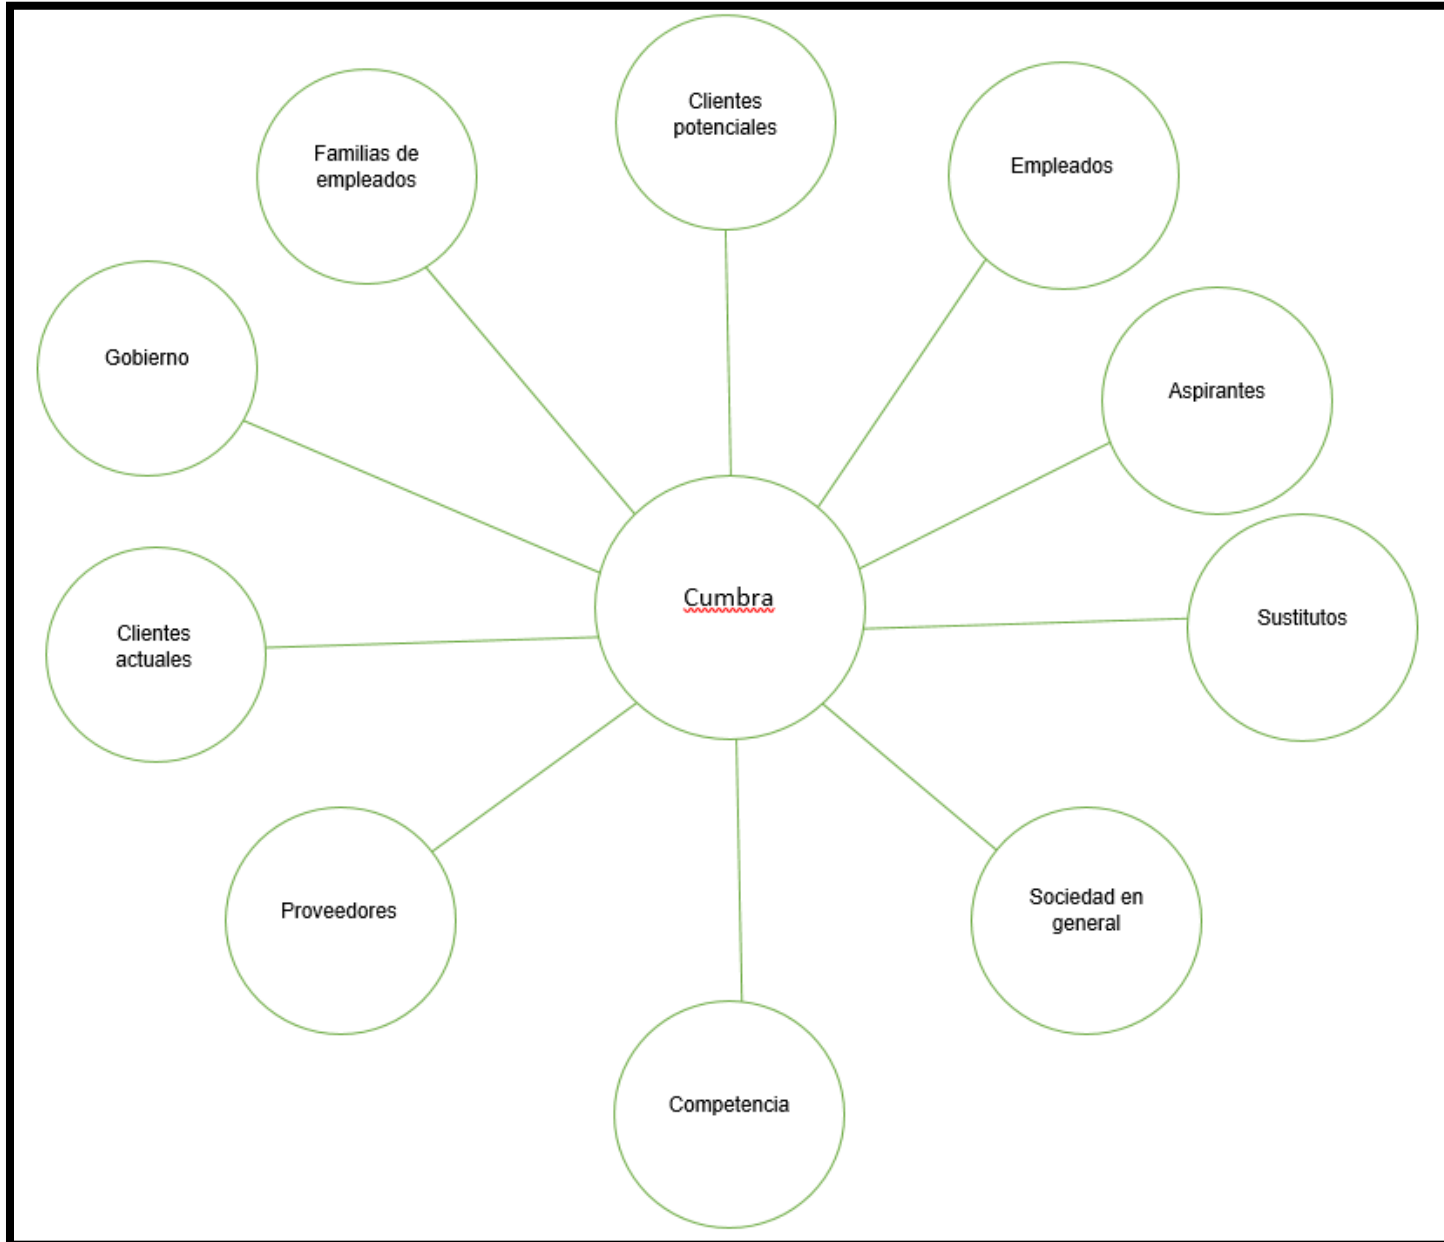 Clientes
potenciales
Familias de
empleados
Empleados
Gobierno
Aspirantes
Cumbra
Sustitutos
Clientes
actuales
Proveedores
Sociedad en
general
Competencia